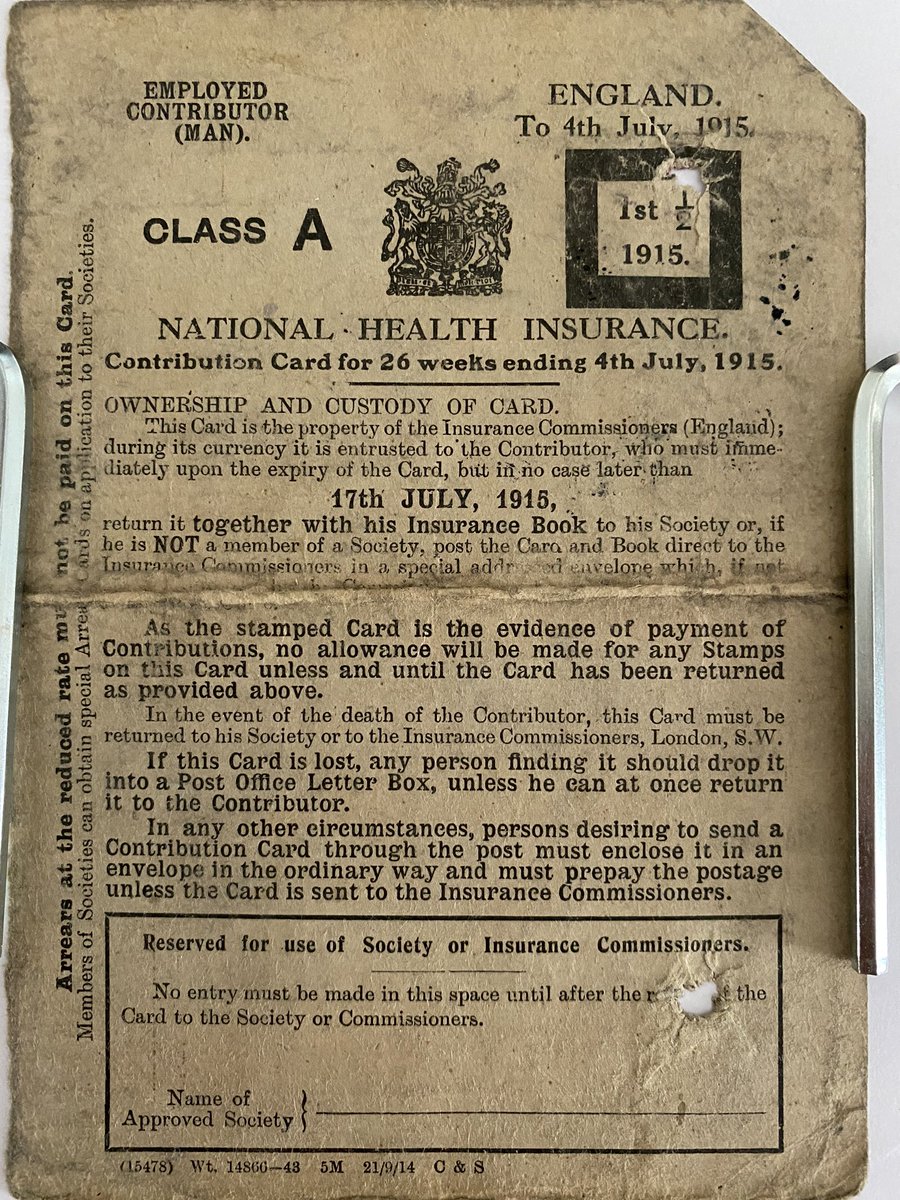 EMPLOYED
CONTRIBUTOR
(MAN).
ENGLAND.
To 4th July, 1915.
CLASS A
1st 1/2
1915.
NATIONAL HEALTH INSURANCE.
Contribution Card for 26 weeks ending 4th July, 1915.
OWNERSHIP AND CUSTODY OF CARD.
This Card is the property of the Insurance Commissioners (England);
during its currency it is entrusted to the Contributor, who must imme-
diately upon the expiry of the Card, but in no case later than
17th JULY, 1915,
return it together with his Insurance Book to his Society or, if
he is NOT a member of a Society, post the Card and Book direct to the
Insurance Commissioners in a special envelope which, if not
As the stamped Card is the evidence of payment of
Contributions, no allowance will be made for any Stamps
on this Card unless and until the Card has been returned
as provided above.
In the event of the death of the Contributor, this Card must be
returned to his Society or to the Insurance Commissioners, London, S.W.
If this Card is lost, any person finding it should drop it
into a Post Office Letter Box, unless he can at once return
it to the Contributor.
In any other circumstances, persons desiring to send a
Contribution Card through the post must enclose it in an
envelope in the ordinary way and must prepay the postage
unless the Card is sent to the Insurance Commissioners.
Reserved for use of Society or Insurance Commissioners.
No entry must be made in this space until after the the
Card to the Society or Commissioners.
Name of
Approved Society
(15478) Wt. 14866—43 5M 21/9/14 C & S
Arrears at the reduced rate not be paid on this Card.
Members of Societies can obtain special Cards on application to their Societies.